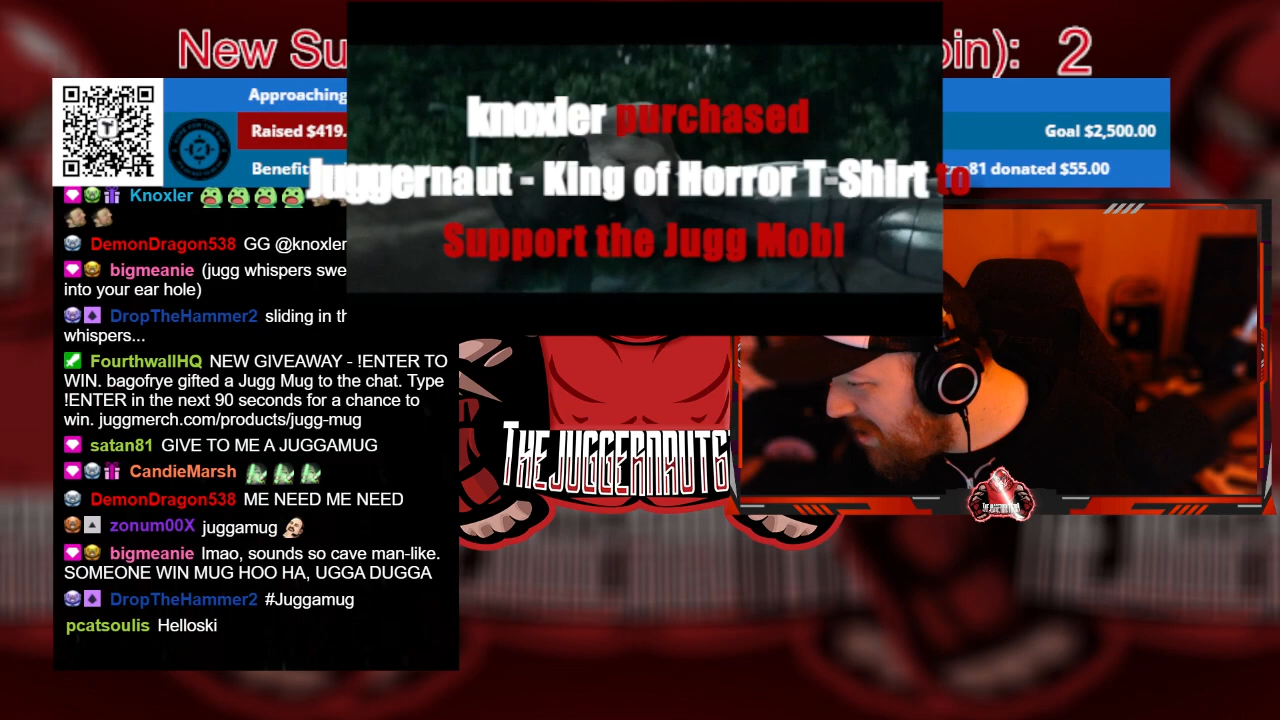 New Su
oin): 2
Approaching
Raised $419.
Goal $2,500.00
Benefit
81 donated $55.00
knoxler purchased
Juggernaut - King of Horror T-Shirt to
Support the Jugg Mob!
Knoxler
DemonDragon538 GG @knoxler
bigmeanie (jugg whispers swe
into your ear hole)
DropTheHammer2 sliding in th
whispers...
FourthwallHQ NEW GIVEAWAY - !ENTER TO
WIN. bagofrye gifted a Jugg Mug to the chat. Type
!ENTER in the next 90 seconds for a chance to
win. juggmerch.com/products/jugg-mug
satan81 GIVE TO ME A JUGGAMUG
CandieMarsh
DemonDragon538 ME NEED ME NEED
zonum00X juggamug
bigmeanie lmao, sounds so cave man-like.
SOMEONE WIN MUG HOO HA, UGGA DUGGA
DropTheHammer2 #Juggamug
pcatsoulis Helloski
THEJUGGERNAUT6